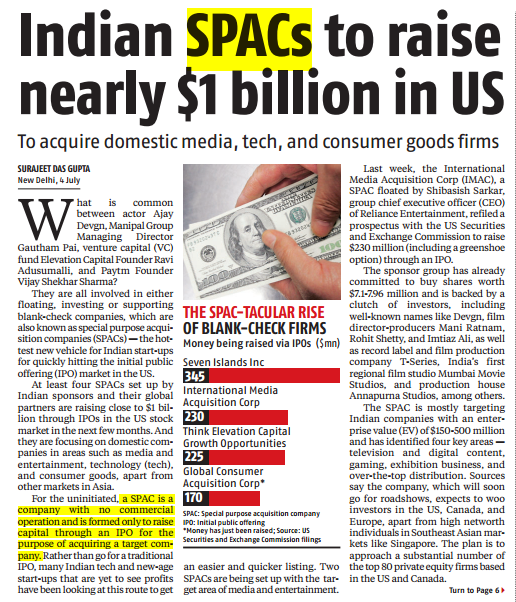 Indian SPACs to raise
nearly $1 billion in US
To acquire domestic media, tech, and consumer goods firms
SURAJEET DAS GUPTA
New Delhi, 4 July
What is common
between actor Ajay
Devgn, Manipal Group
Managing Director
Gautham Pai, venture capital (VC)
fund Elevation Capital Founder Ravi
Adusumalli, and Paytm Founder
Vijay Shekhar Sharma?
They are all involved in either
floating, investing or supporting
blank-check companies, which are
also known as special purpose acqui-
sition companies (SPACs) — the hot-
test new vehicle for Indian start-ups
for quickly hitting the initial public
offering (IPO) market in the US.
At least four SPACs set up by
Indian sponsors and their global
partners are raising close to $1 bil-
lion through IPOs in the US stock
market in the next few months. And
they are focusing on domestic com-
panies in areas such as media and
entertainment, technology (tech),
and consumer goods, apart from
other markets in Asia.
For the uninitiated, a SPAC is a
company with no commercial
operation and is formed only to raise
capital through an IPO for the
purpose of acquiring a target com-
pany. Rather than go for a traditional
IPO, many Indian tech and new-age
start-ups that are yet to see profits
have been looking at this route to get
THE SPAC-TACULAR RISE
OF BLANK-CHECK FIRMS
Money being raised via IPOs ($mn)
Seven Islands Inc
345
International Media
Acquisition Corp
230
Think Elevation Capital
Growth Opportunities
225
Global Consumer
Acquisition Corp*
170
SPAC: Special purpose acquisition company
IPO: Initial public offering
*Money has just been raised; Source: US
Securities and Exchange Commission filings
an easier and quicker listing. Two
SPACs are being set up with the tar-
get area of media and entertainment.
Last week, the International
Media Acquisition Corp (IMAC), a
SPAC floated by Shibasish Sarkar,
group chief executive officer (CEO)
of Reliance Entertainment, refiled a
prospectus with the US Securities
and Exchange Commission to raise
$230 million (including a greenshoe
option) through an IPO.
The sponsor group has already
committed to buy shares worth
$7.1-7.96 million and is backed by a
clutch of investors, including
well-known names like Devgn, film
director-producers Mani Ratnam,
Rohit Shetty, and Imtiaz Ali, as well
as record label and film production
company T-Series, India's first
regional film studio Mumbai Movie
Studios, and production house
Annapurna Studios, among others.
The SPAC is mostly targeting
Indian companies with an enter-
prise value (EV) of $150-500 million
and has identified four key areas —
television and digital content,
gaming, exhibition business, and
over-the-top distribution. Sources
say the company, which will soon
go for roadshows, expects to woo
investors in the US, Canada, and
Europe, apart from high networth
individuals in Southeast Asian mar-
kets like Singapore. The plan is to
approach a substantial number of
the top 80 private equity firms based
in the US and Canada.
Turn to Page 6